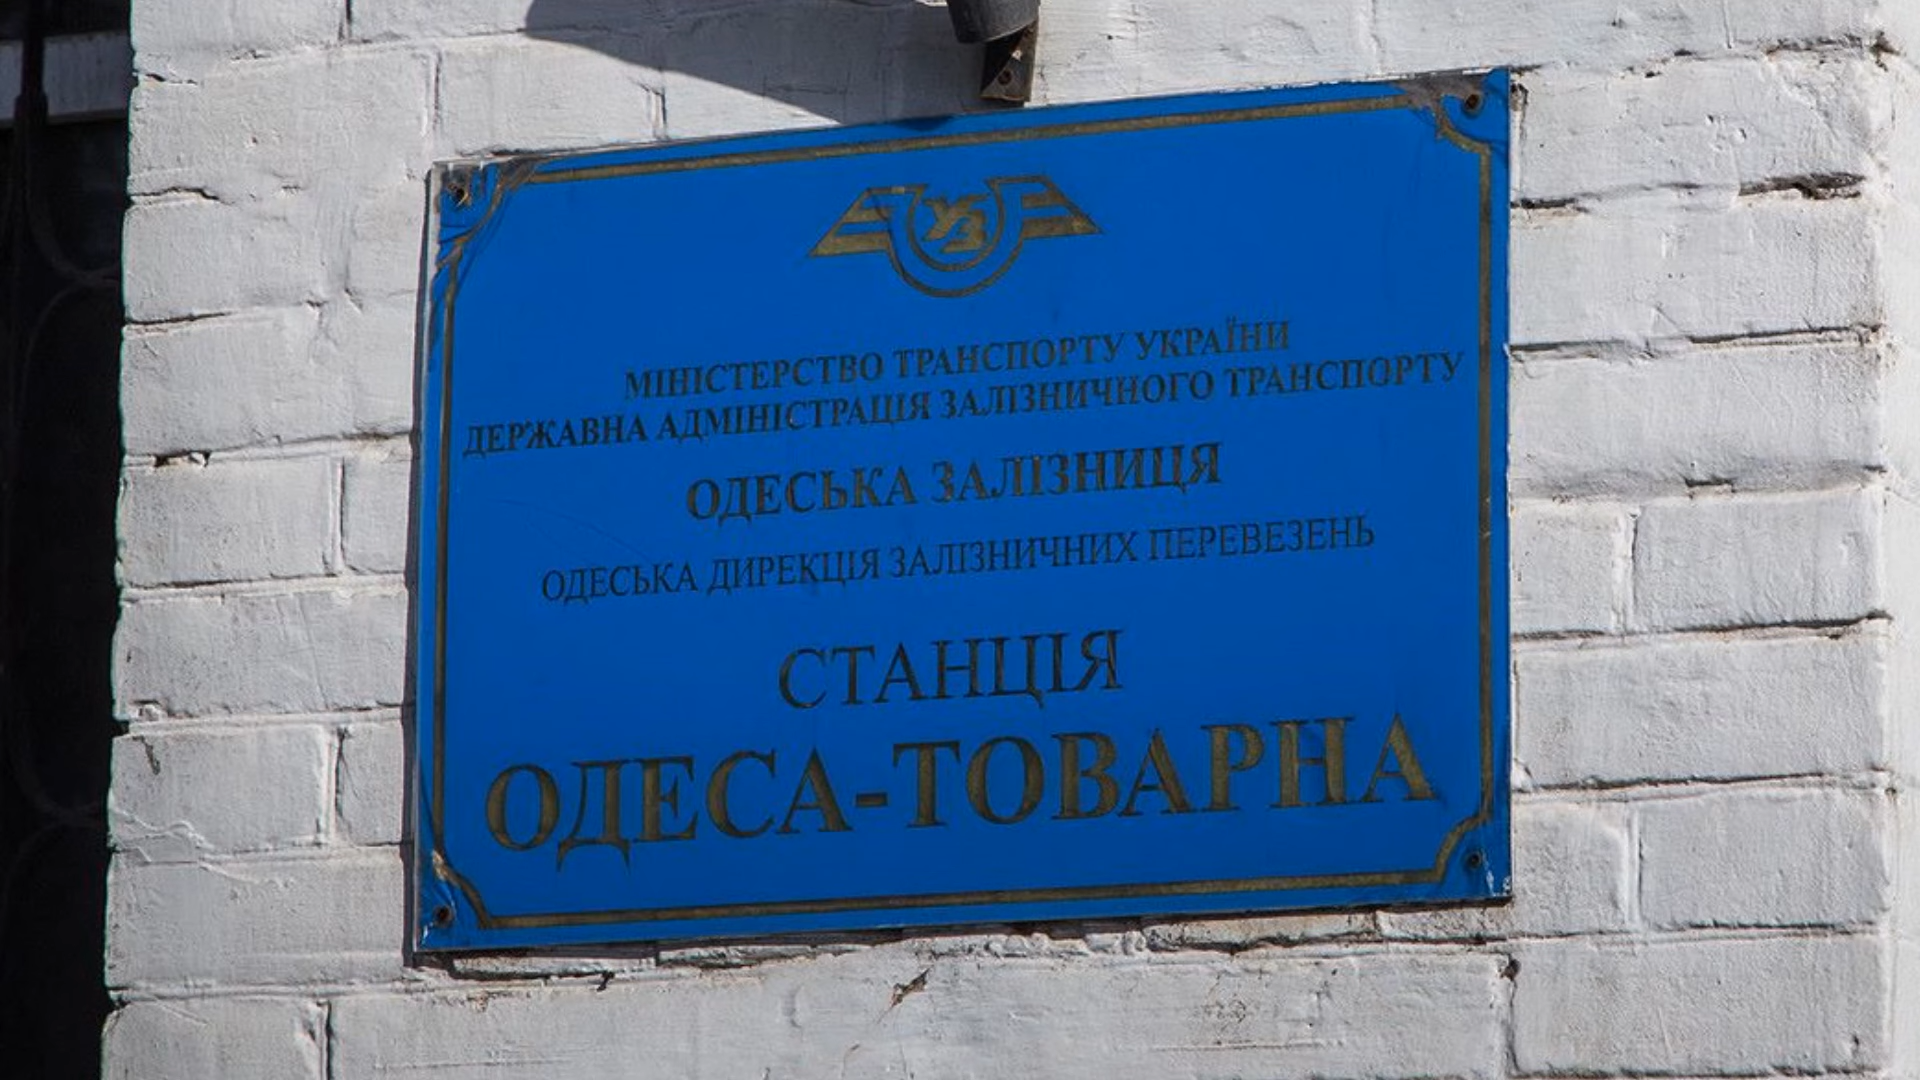 УЗ
МІНІСТЕРСТВО ТРАНСПОРТУ УКРАЇНИ
ДЕРЖАВНА АДМІНІСТРАЦІЯ ЗАЛІЗНИЧНОГО ТРАНСПОРТУ
ОДЕСЬКА ЗАЛІЗНИЦЯ
ОДЕСЬКА ДИРЕКЦІЯ ЗАЛІЗНИЧНИХ ПЕРЕВЕЗЕНЬ
СТАНЦІЯ
ОДЕСА-ТОВАРНА